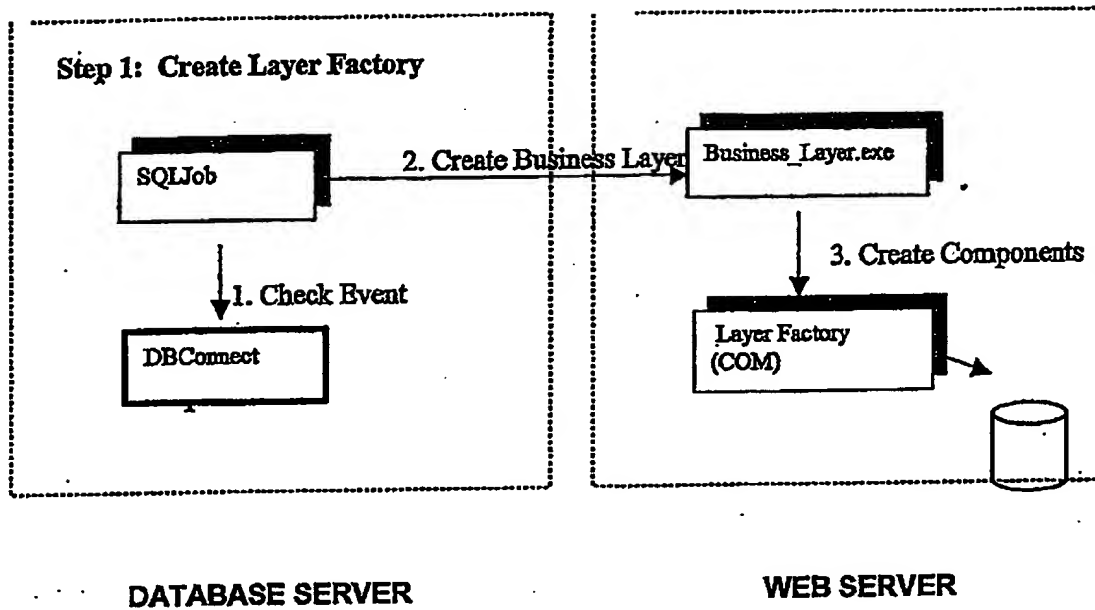 Step 1: Create Layer Factory
SQLJob
2. Create Business Layer
Business_Layer.exe
1. Check Event
3. Create Components
DBConnect
Layer Factory
(COM)
DATABASE SERVER
WEB SERVER